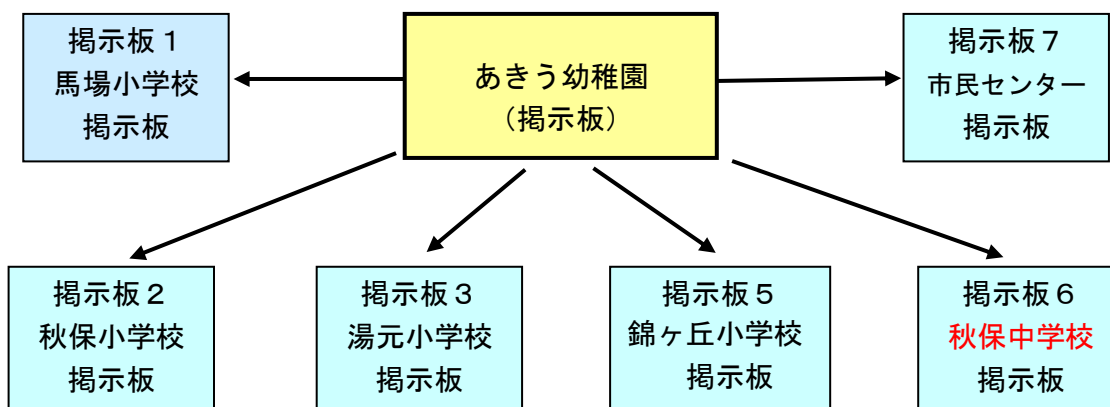 掲示板１
馬場小学校
掲示板
あきう幼稚園
（掲示板）
掲示板７
市民センター
掲示板
掲示板２
秋保小学校
掲示板
掲示板３
湯元小学校
掲示板
掲示板５
錦ヶ丘小学校
掲示板
掲示板６
秋保中学校
掲示板